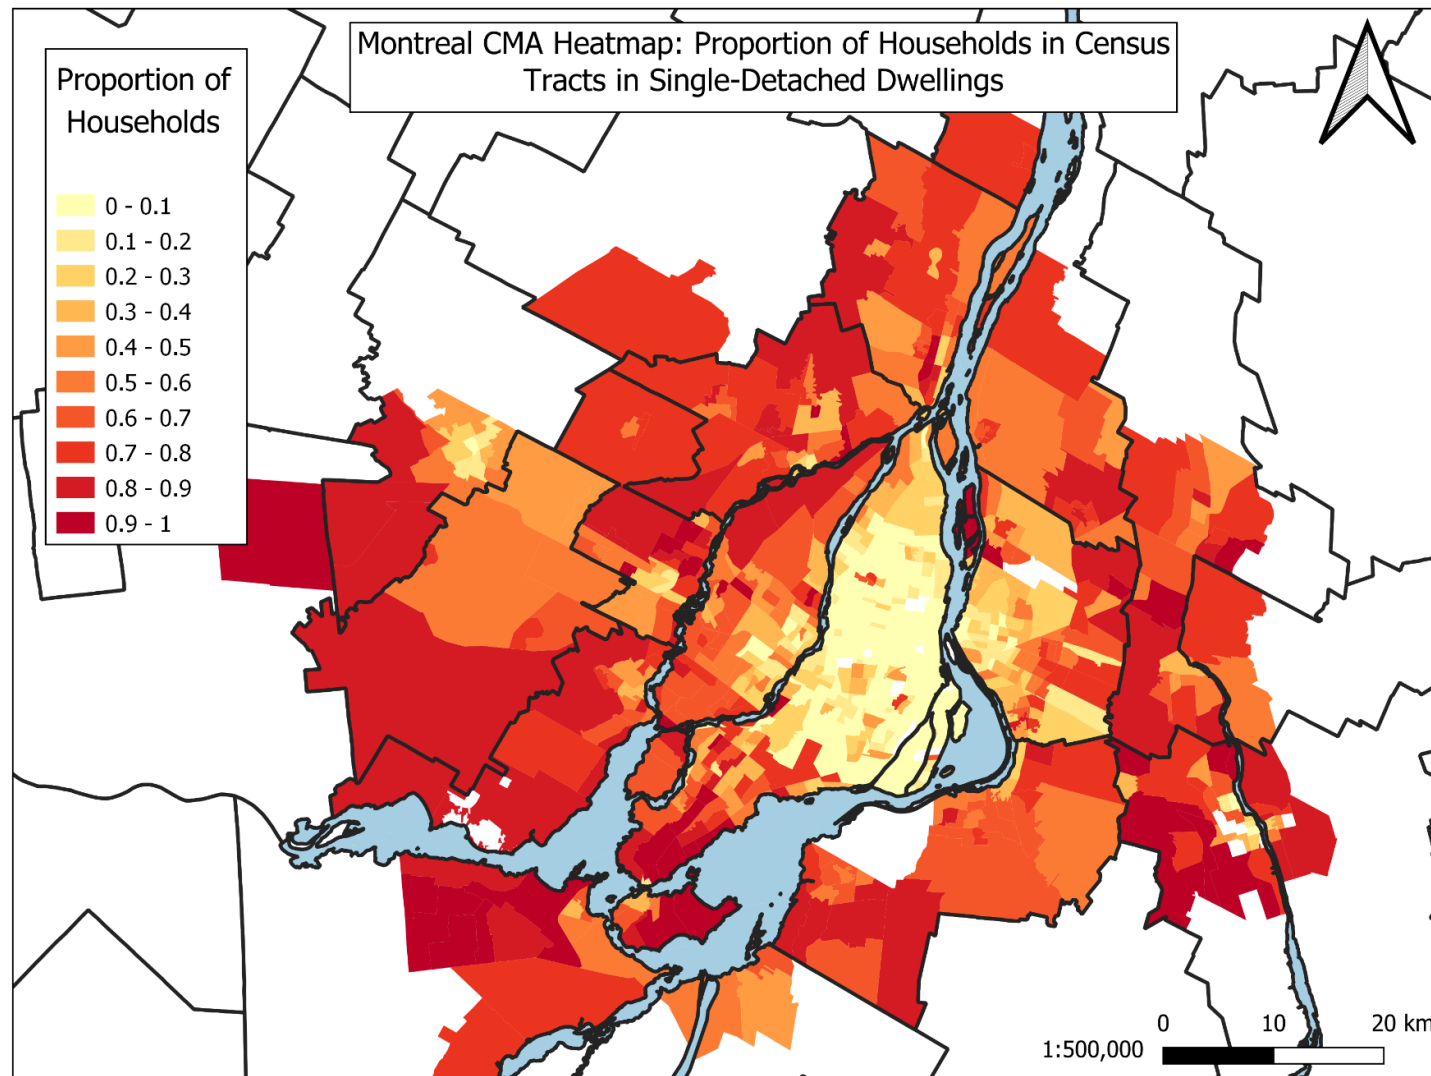 Montreal CMA Heatmap: Proportion of Households in Census
Tracts in Single-Detached Dwellings
Proportion of
Households
0 - 0.1
0.1 - 0.2
0.2 - 0.3
0.3 - 0.4
0.4 - 0.5
0.5 - 0.6
0.6 - 0.7
0.7 - 0.8
0.8 - 0.9
0.9 - 1
0 10 20 km
1:500,000